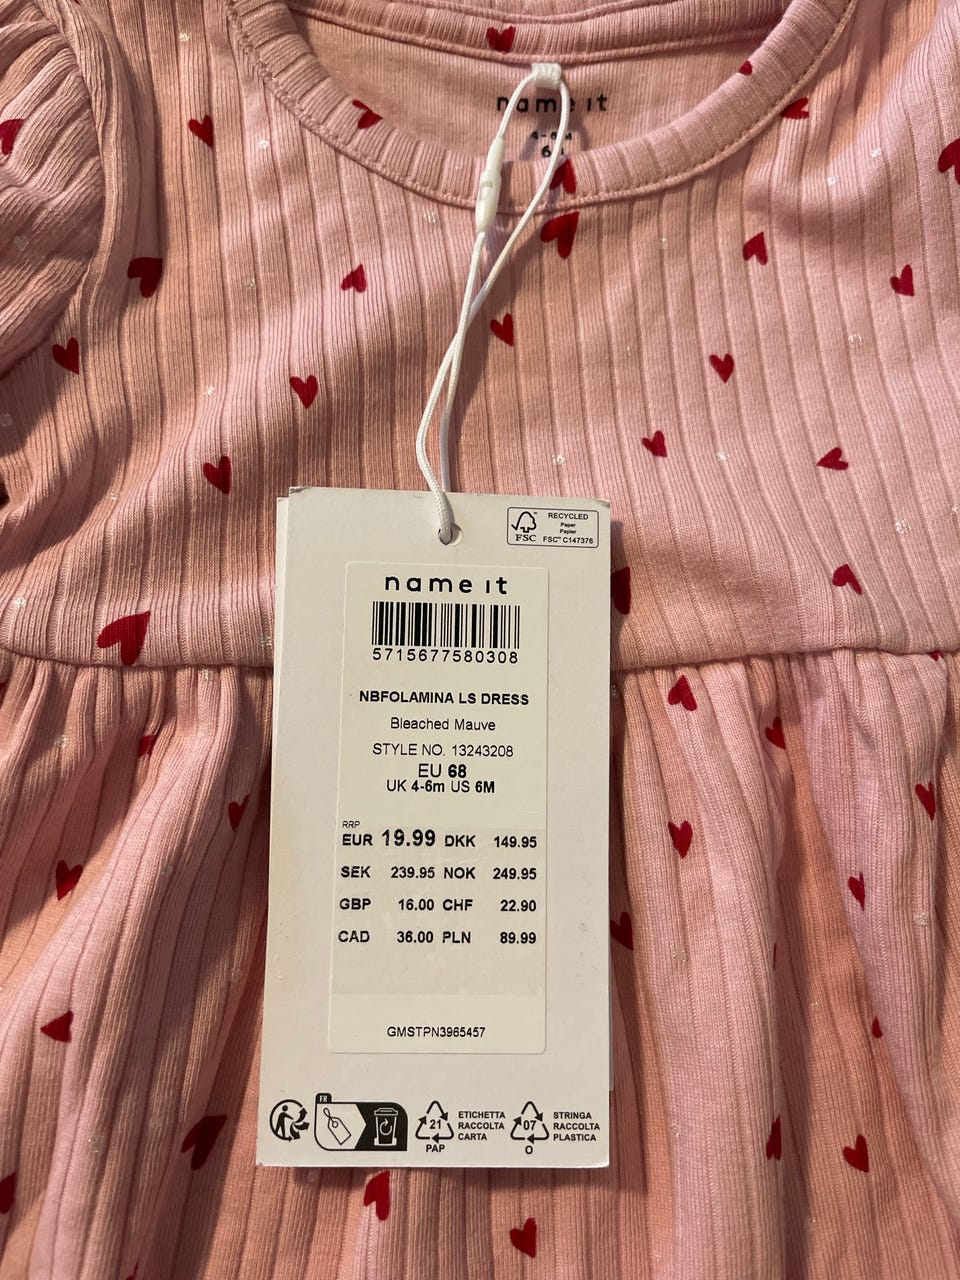 name it
RECYCLED
Paper
Papier
FSC™ C147376
FSC™
name it
5715677580308
NBFOLAMINA LS DRESS
Bleached Mauve
STYLE NO. 13243208
EU 68
UK 4-6m US 6M
RRP
EUR 19.99 DKK 149.95
SEK 239.95 NOK 249.95
GBP 16.00 CHF 22.90
CAD 36.00 PLN 89.99
GMSTPN3965457
FR
21
PAP
ETICHETTA
RACCOLTA
CARTA
07
O
STRINGA
RACCOLTA
PLASTICA